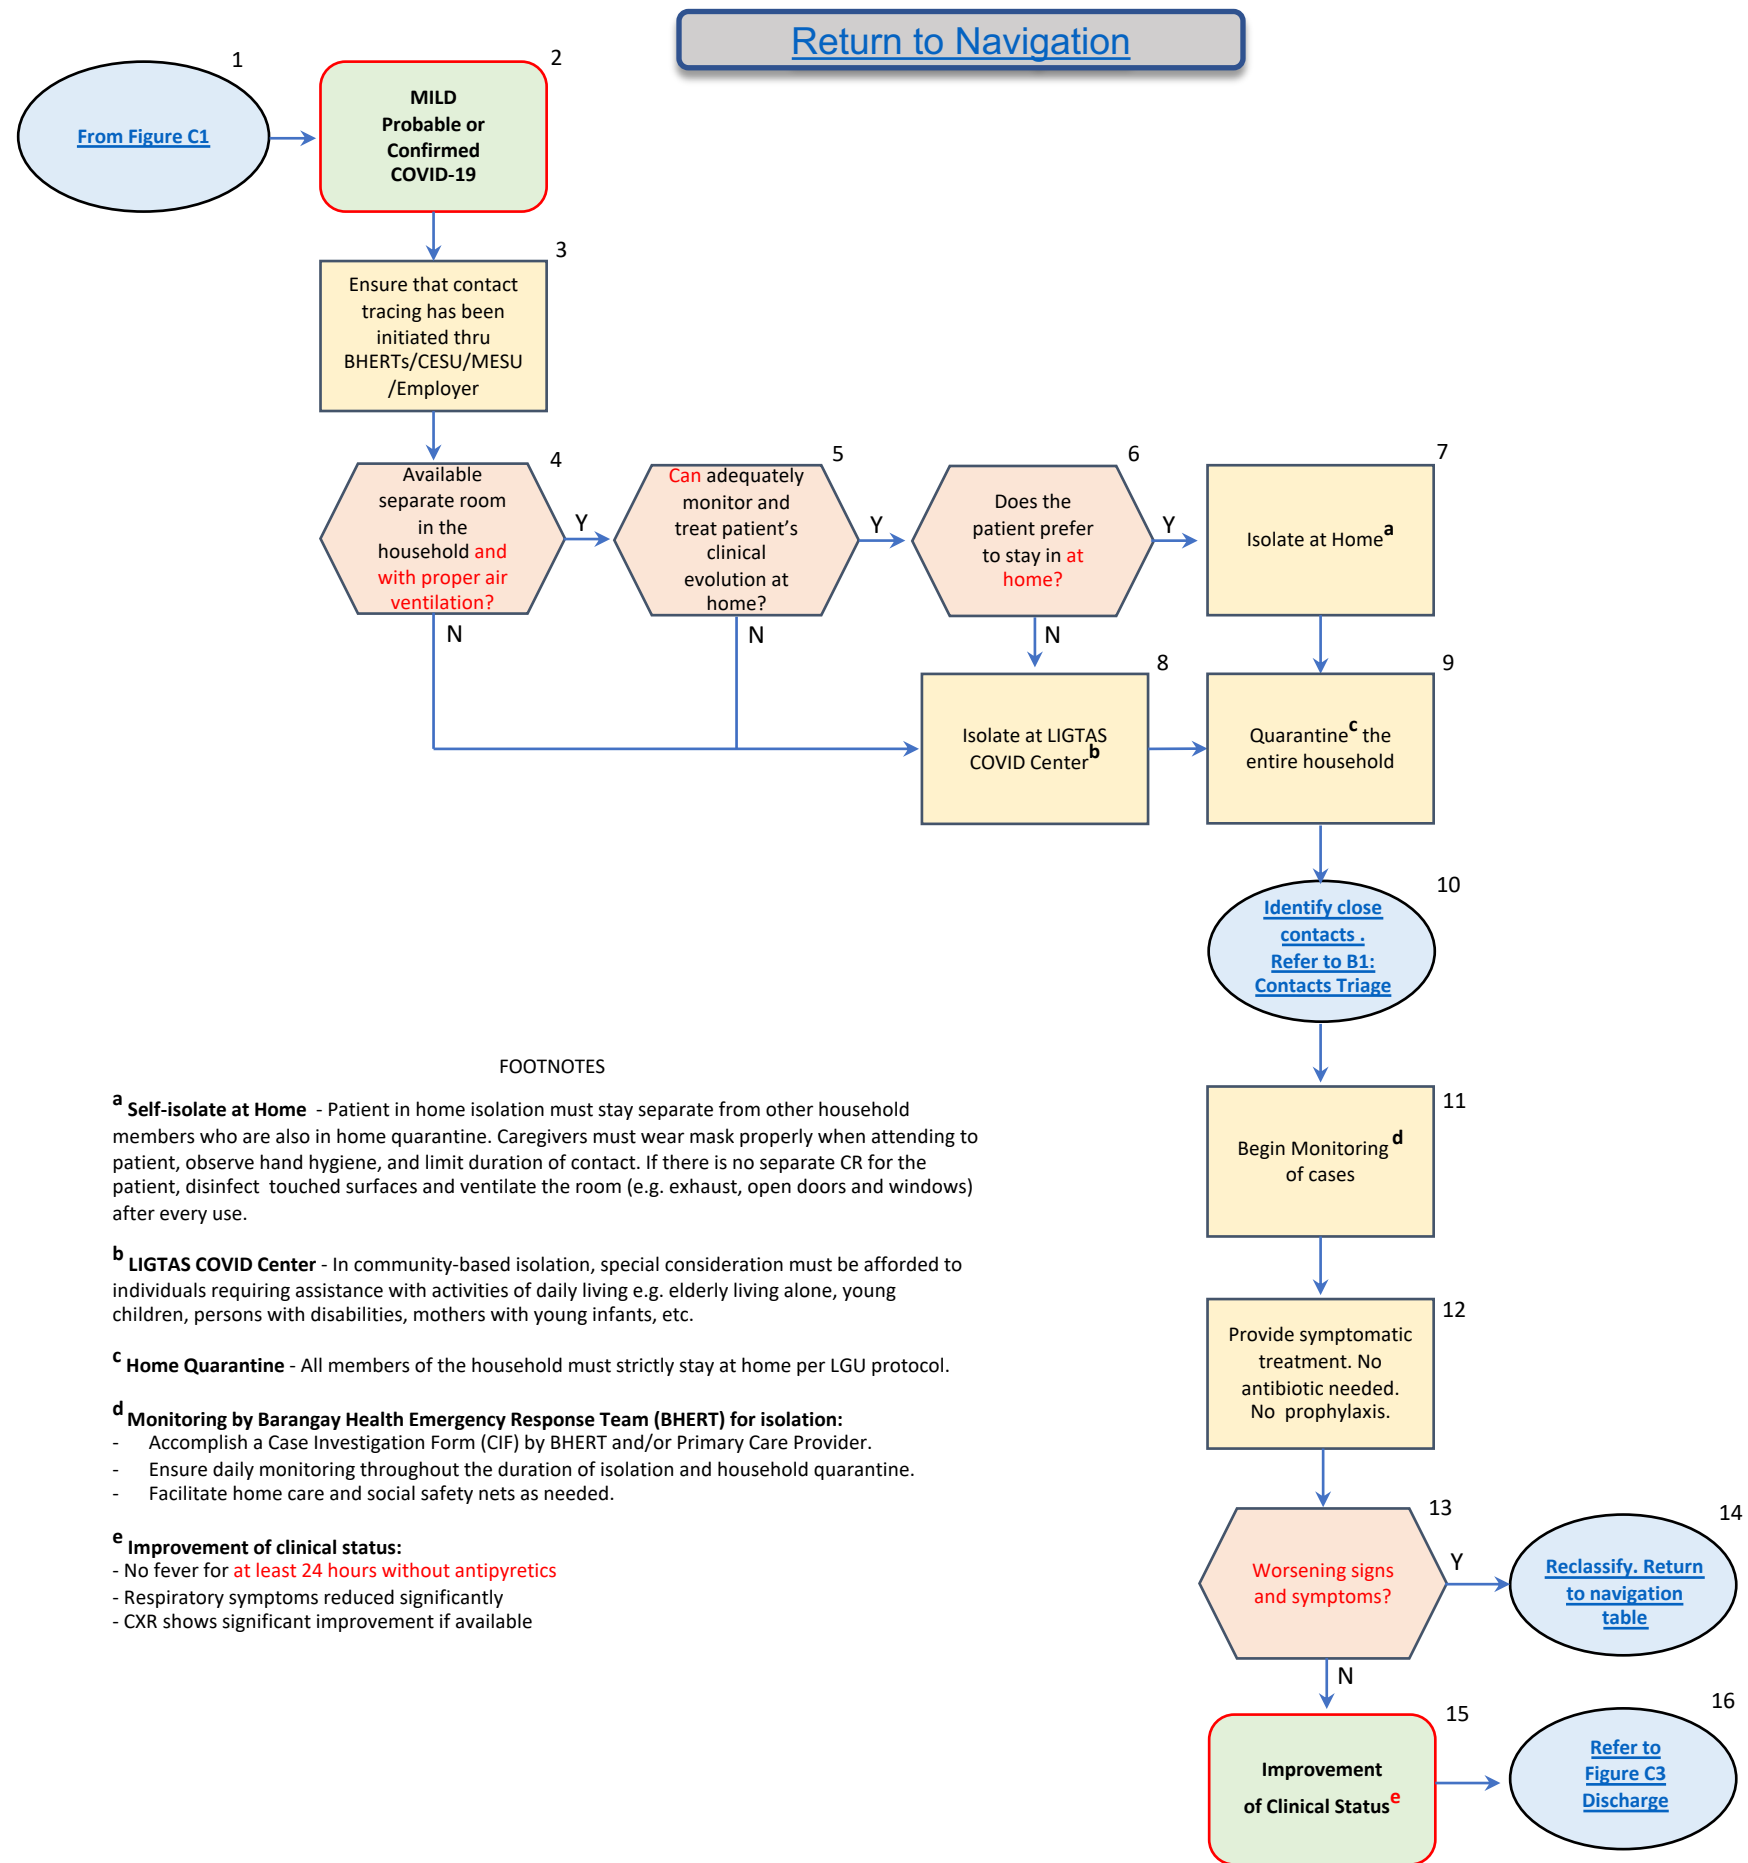 Return to Navigation
1
From Figure C1
2
MILD
Probable or
Confirmed
COVID-19
3
Ensure that contact
tracing has been
initiated thru
BHERTs/CESU/MESU
/Employer
4
Available
separate room
in the
household and
with proper air
ventilation?
Y
N
5
Can adequately
monitor and
treat patient's
clinical
evolution at
home?
Y
N
6
Does the
patient prefer
to stay in at
home?
Y
N
7
Isolate at Home a
8
Isolate at LIGTAS
COVID Center b
9
Quarantine c the
entire household
10
Identify close
contacts .
Refer to B1:
Contacts Triage
11
Begin Monitoring d
of cases
12
Provide symptomatic
treatment. No
antibiotic needed.
No prophylaxis.
13
Worsening signs
and symptoms?
Y
N
14
Reclassify. Return
to navigation
table
15
Improvement
of Clinical Status e
16
Refer to
Figure C3
Discharge
FOOTNOTES
a Self-isolate at Home - Patient in home isolation must stay separate from other household
members who are also in home quarantine. Caregivers must wear mask properly when attending to
patient, observe hand hygiene, and limit duration of contact. If there is no separate CR for the
patient, disinfect touched surfaces and ventilate the room (e.g. exhaust, open doors and windows)
after every use.
b LIGTAS COVID Center - In community-based isolation, special consideration must be afforded to
individuals requiring assistance with activities of daily living e.g. elderly living alone, young
children, persons with disabilities, mothers with young infants, etc.
c Home Quarantine - All members of the household must strictly stay at home per LGU protocol.
d Monitoring by Barangay Health Emergency Response Team (BHERT) for isolation:
- Accomplish a Case Investigation Form (CIF) by BHERT and/or Primary Care Provider.
- Ensure daily monitoring throughout the duration of isolation and household quarantine.
- Facilitate home care and social safety nets as needed.
e Improvement of clinical status:
- No fever for at least 24 hours without antipyretics
- Respiratory symptoms reduced significantly
- CXR shows significant improvement if available